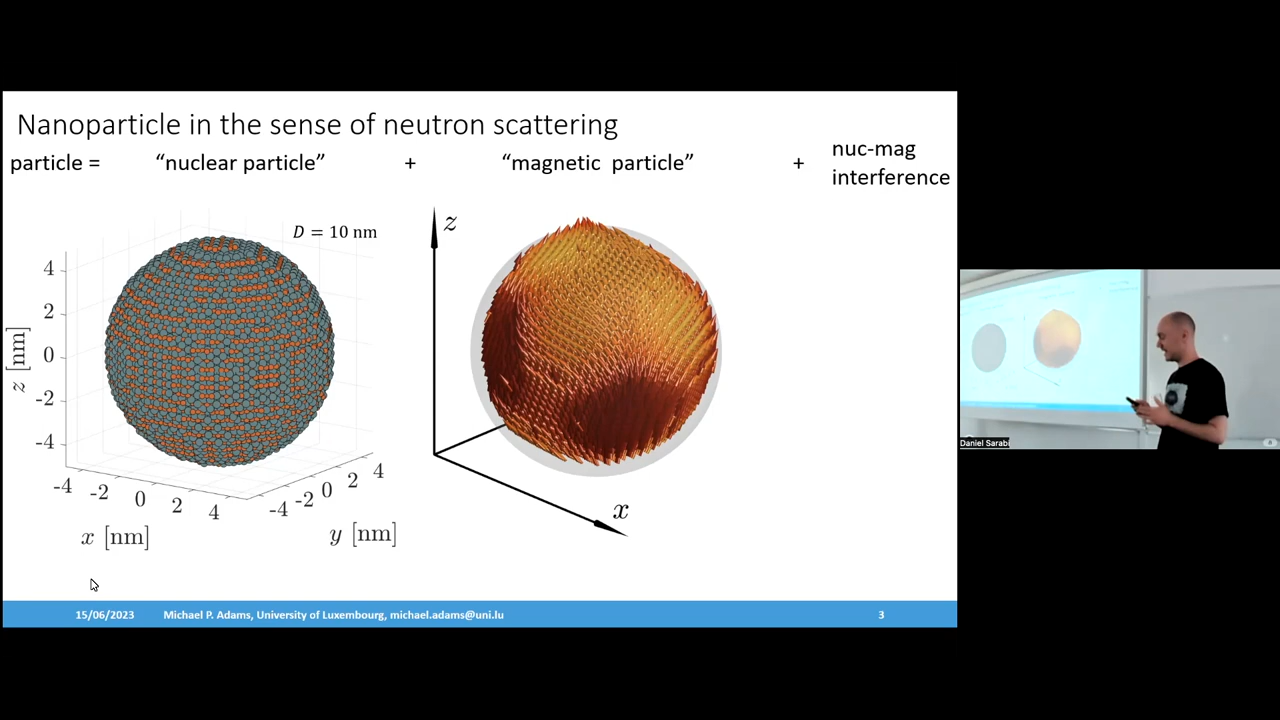 Nanoparticle in the sense of neutron scattering
particle = “nuclear particle” + “magnetic particle” + nuc-mag interference
D = 10 nm
z
4
2
0
-2
-4
z [nm]
-4 -2 0 2 4
-4 -2 0 2 4
x [nm]
y [nm]
x
Daniel Sarabi
15/06/2023 Michael P. Adams, University of Luxembourg, michael.adams@uni.lu 3